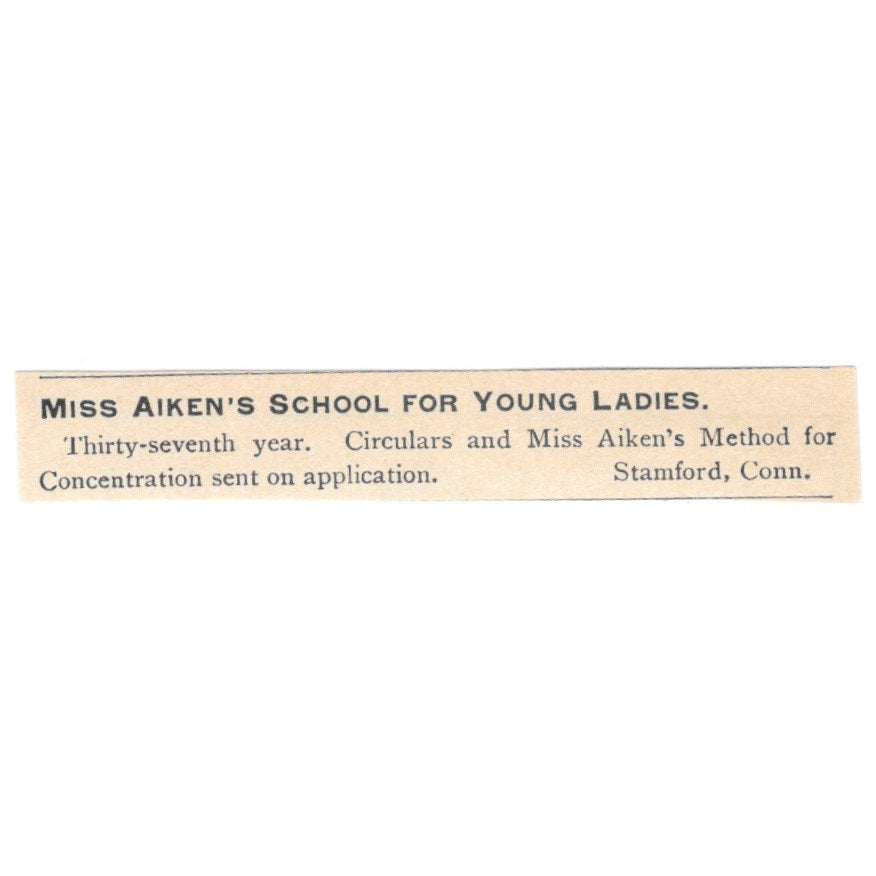 MISS AIKEN'S SCHOOL FOR YOUNG LADIES.
Thirty-seventh year. Circulars and Miss Aiken's Method for
Concentration sent on application. Stamford, Conn.